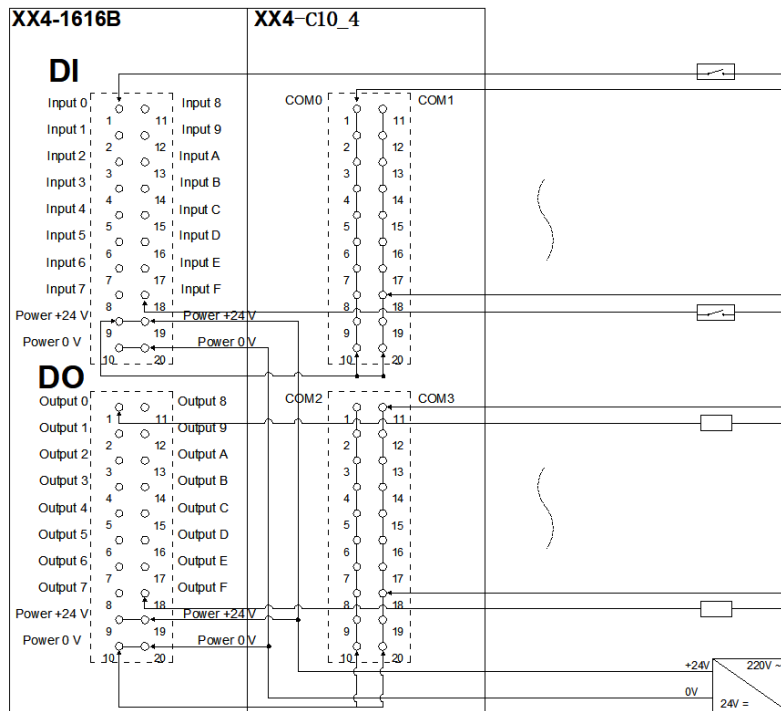 XX4-1616B XX4-C10_4
DI
Input 0 Input 8 COM0 COM1
1 11 1 11
Input 1 Input 9
2 12 2 12
Input 2 Input A
3 13 3 13
Input 3 Input B
4 14 4 14
Input 4 Input C
5 15 5 15
Input 5 Input D
6 16 6 16
Input 6 Input E
7 17 7 17
Input 7 Input F
8 18 8 18
Power +24 V Power +24 V
9 19 9 19
Power 0 V Power 0 V
10 20 10 20
DO
Output 0 Output 8 COM2 COM3
1 11 1 11
Output 1 Output 9
2 12 2 12
Output 2 Output A
3 13 3 13
Output 3 Output B
4 14 4 14
Output 4 Output C
5 15 5 15
Output 5 Output D
6 16 6 16
Output 6 Output E
7 17 7 17
Output 7 Output F
8 18 8 18
Power +24 V Power +24 V
9 19 9 19
Power 0 V Power 0 V
10 20 10 20
+24V 220V ~
0V
24V =